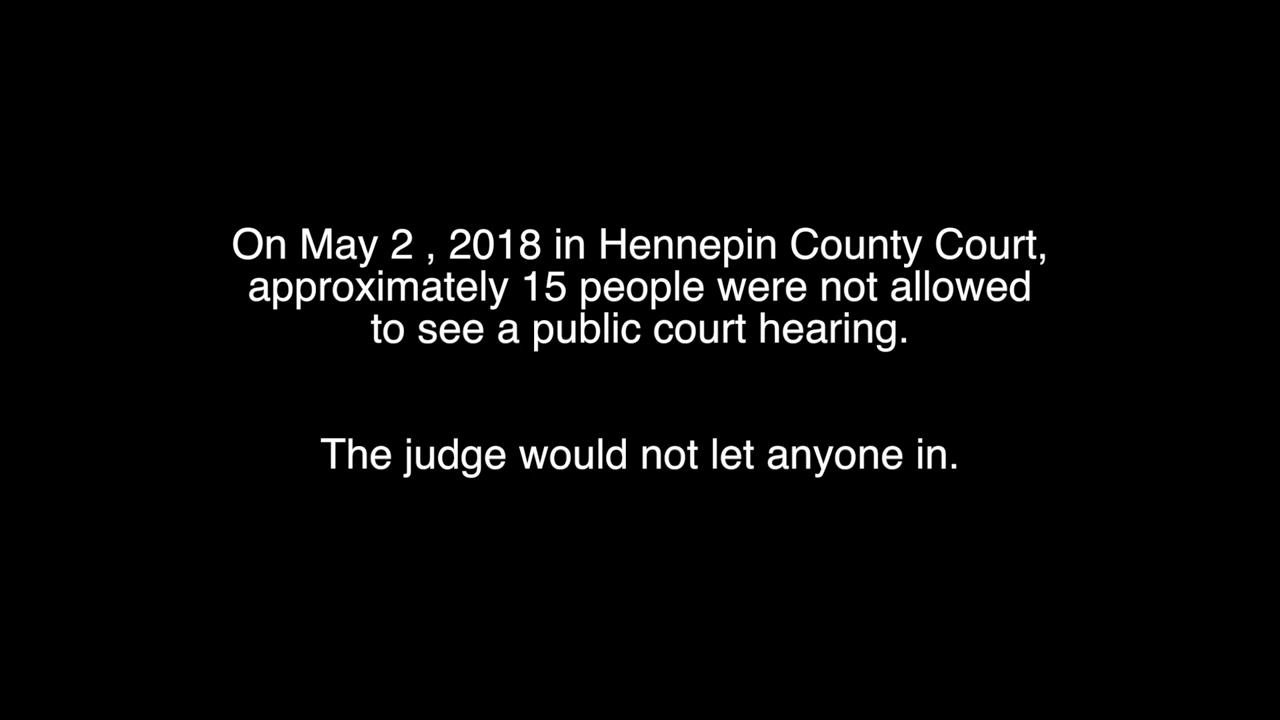 On May 2 , 2018 in Hennepin County Court,
approximately 15 people were not allowed
to see a public court hearing.
The judge would not let anyone in.